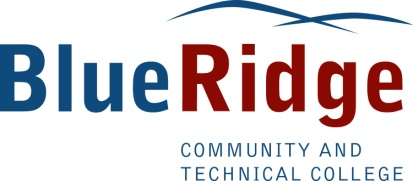 BlueRidge
COMMUNITY AND
TECHNICAL COLLEGE